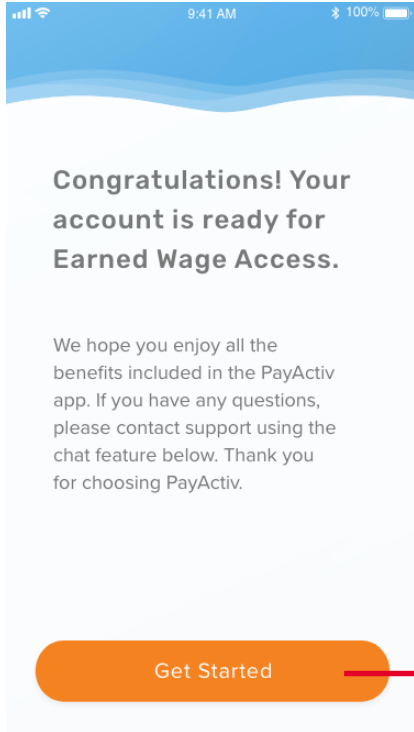 9:41 AM 100%
Congratulations! Your
account is ready for
Earned Wage Access.
We hope you enjoy all the
benefits included in the PayActiv
app. If you have any questions,
please contact support using the
chat feature below. Thank you
for choosing PayActiv.
Get Started